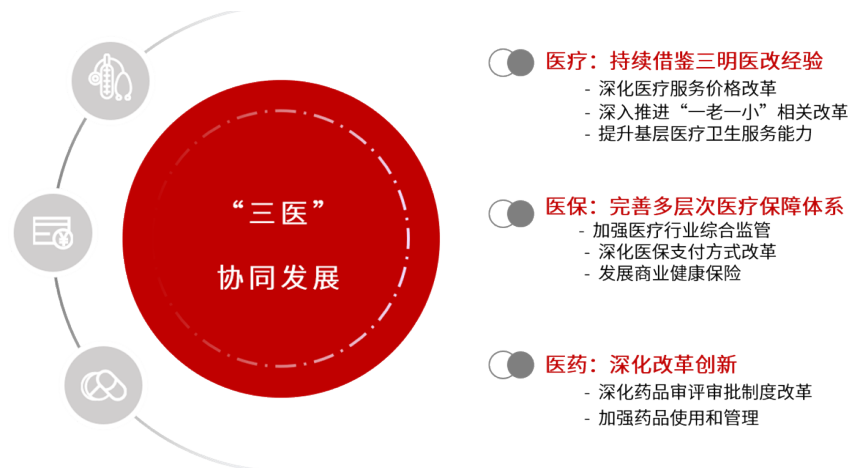 “三医”
协同发展
医疗：持续借鉴三明医改经验
- 深化医疗服务价格改革
- 深入推进“一老一小”相关改革
- 提升基层医疗卫生服务能力
医保：完善多层次医疗保障体系
- 加强医疗行业综合监管
- 深化医保支付方式改革
- 发展商业健康保险
医药：深化改革创新
- 深化药品审评审批制度改革
- 加强药品使用和管理
¥